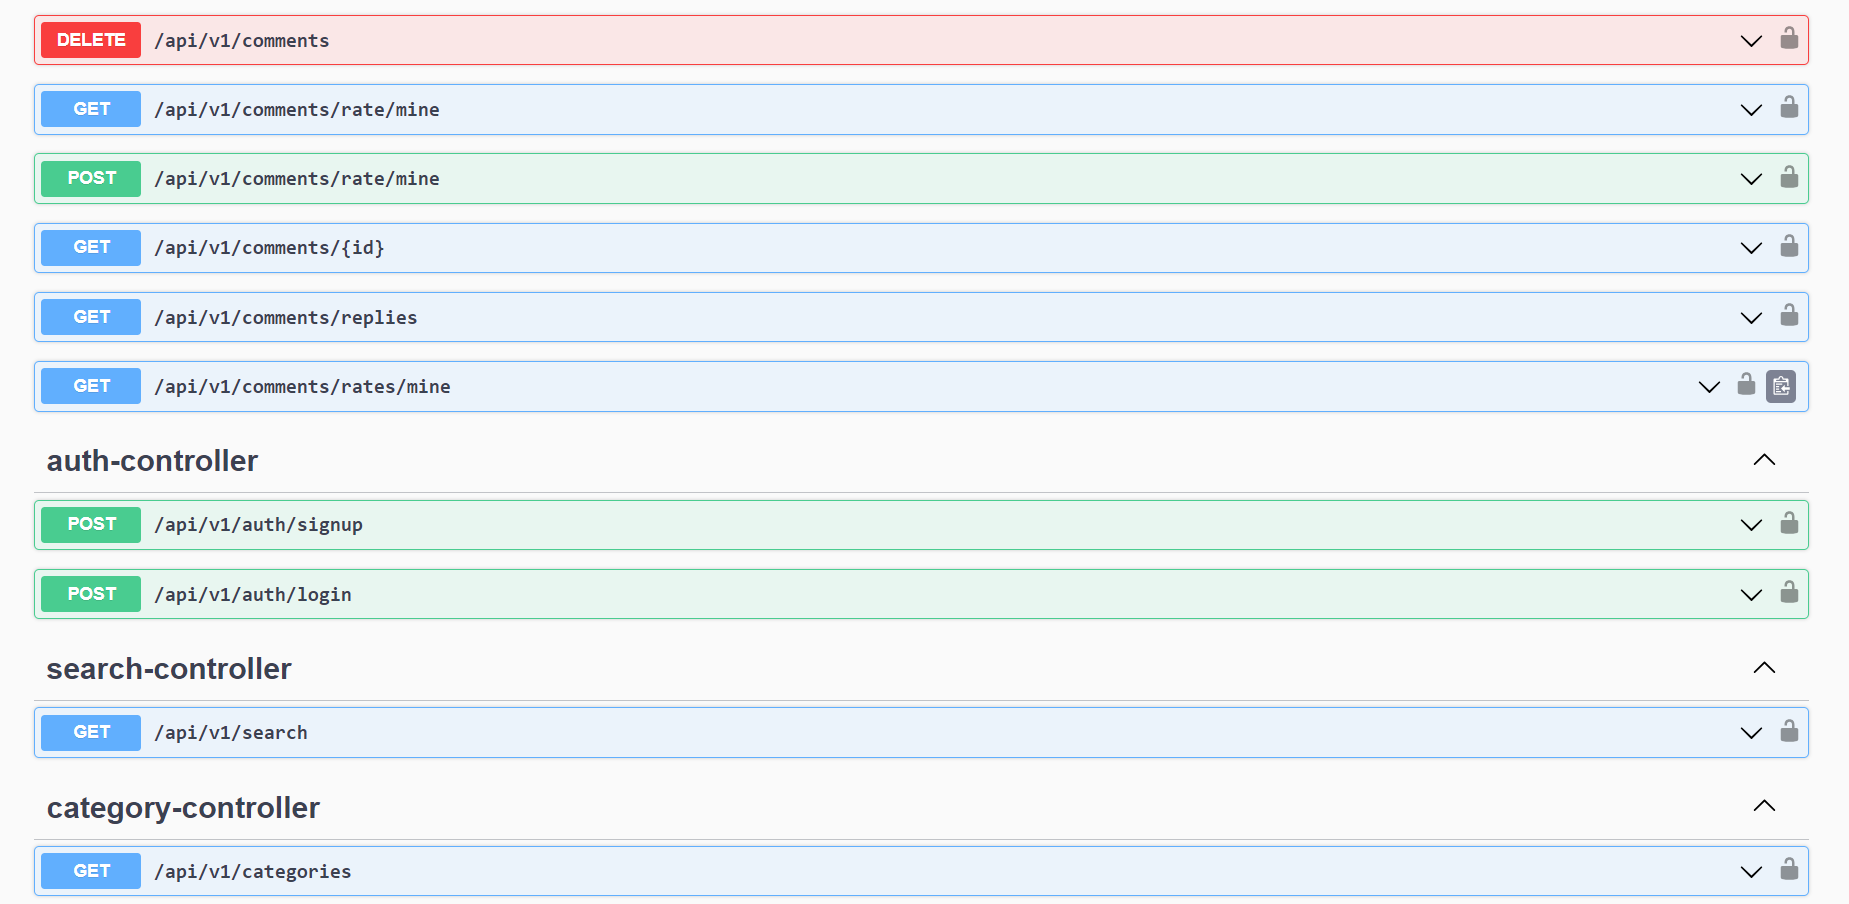 DELETE /api/v1/comments
GET /api/v1/comments/rate/mine
POST /api/v1/comments/rate/mine
GET /api/v1/comments/{id}
GET /api/v1/comments/replies
GET /api/v1/comments/rates/mine
auth-controller
POST /api/v1/auth/signup
POST /api/v1/auth/login
search-controller
GET /api/v1/search
category-controller
GET /api/v1/categories